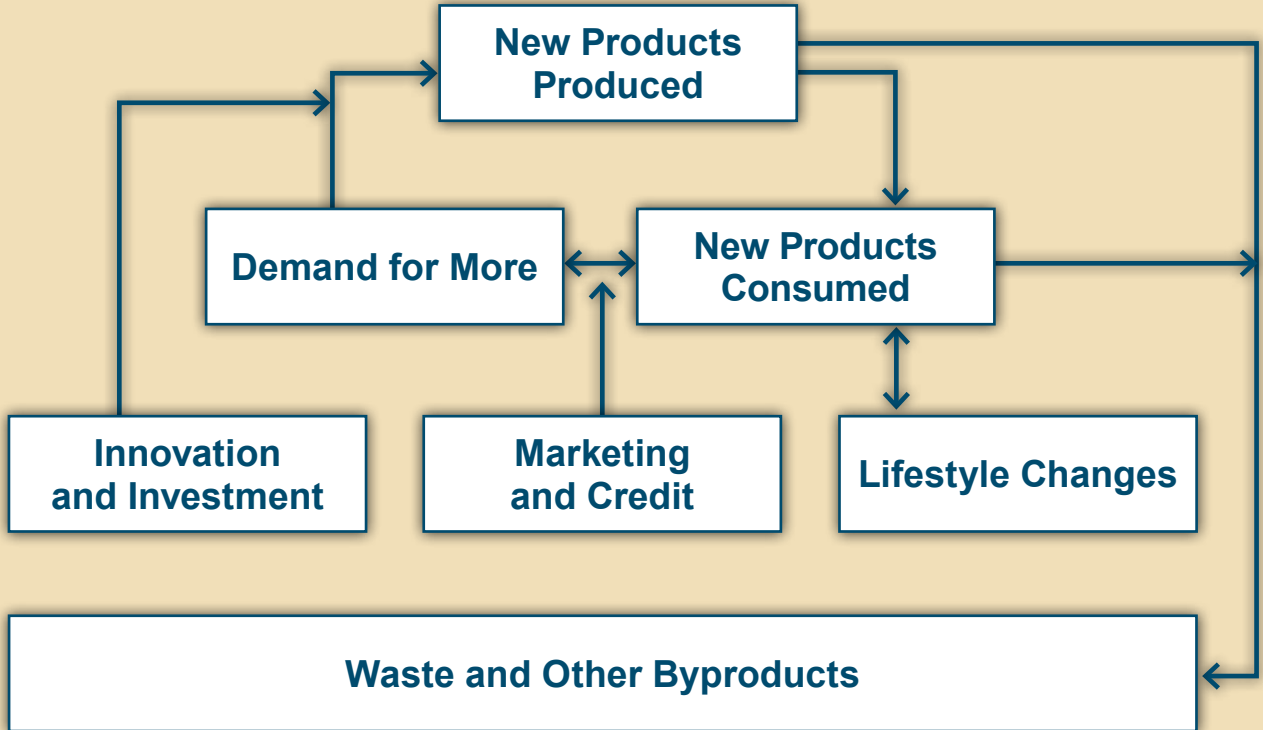 New Products
Produced
Demand for More
New Products
Consumed
Innovation
and Investment
Marketing
and Credit
Lifestyle Changes
Waste and Other Byproducts